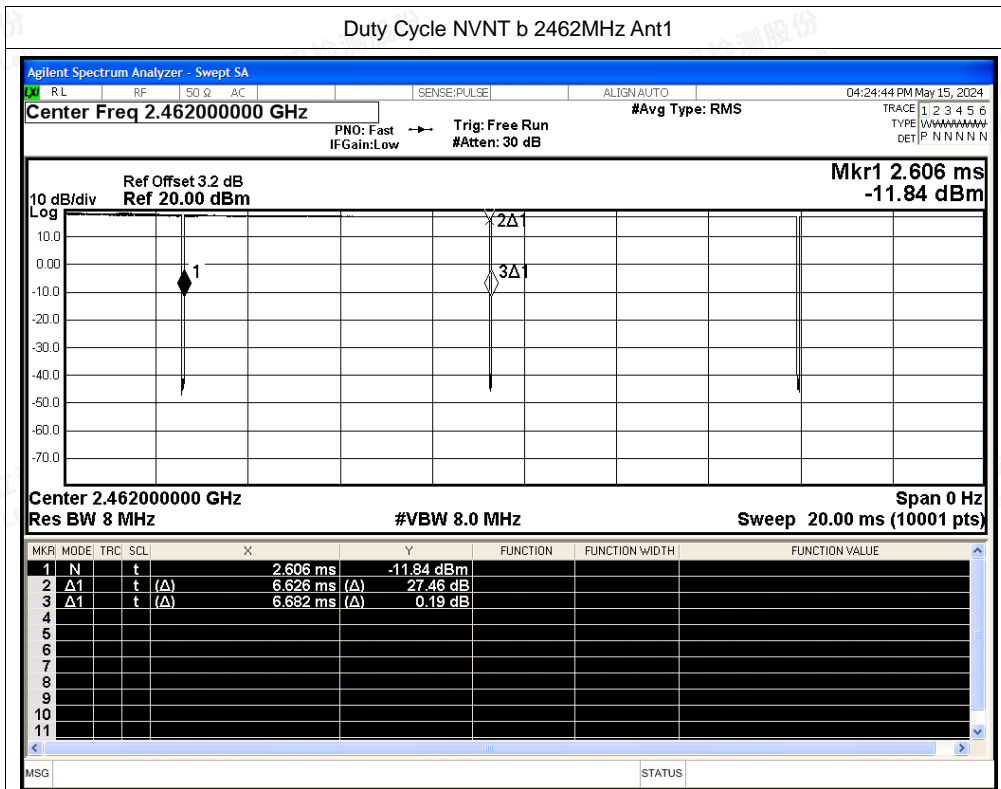 Duty Cycle NVNT b 2462MHz Ant1
Agilent Spectrum Analyzer - Swept SA
LXI RL RF 50 Ω AC SENSE:PULSE ALIGN AUTO 04:24:44 PM May 15, 2024
Center Freq 2.462000000 GHz
PNO: Fast
IFGain:Low
Trig: Free Run
#Atten: 30 dB
#Avg Type: RMS
TRACE 1 2 3 4 5 6
TYPE WWWWWW
DET P N N N N N
Mkr1 2.606 ms
-11.84 dBm
Ref Offset 3.2 dB
10 dB/div Ref 20.00 dBm
Log
10.0
0.00
-10.0
-20.0
-30.0
-40.0
-50.0
-60.0
-70.0
2Δ1
1
3Δ1
Center 2.462000000 GHz Span 0 Hz
Res BW 8 MHz #VBW 8.0 MHz Sweep 20.00 ms (10001 pts)
MKR MODE TRC SCL X Y FUNCTION FUNCTION WIDTH FUNCTION VALUE
1 N t 2.606 ms -11.84 dBm
2 Δ1 t (Δ) 6.626 ms (Δ) 27.46 dB
3 Δ1 t (Δ) 6.682 ms (Δ) 0.19 dB
4
5
6
7
8
9
10
11
MSG STATUS